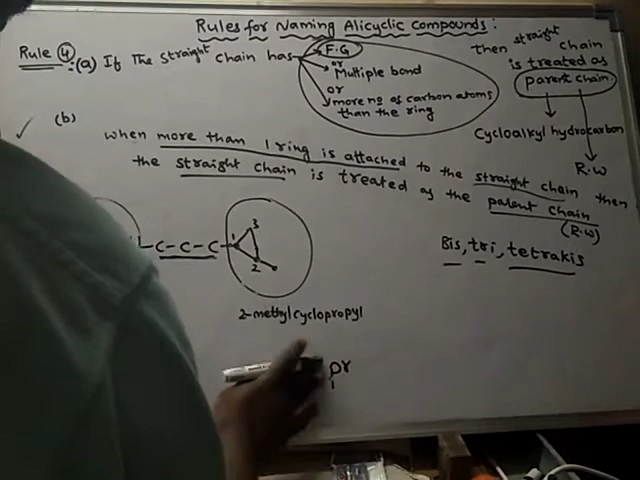 Rules for Naming Alicyclic Compounds :
Rule 4 :- (a) If The straight chain has F.G
or
Multiple bond
or
more no of carbon atoms
than the ring
then straight chain
is treated as
parent chain
Cycloalkyl hydrocarbon
R.W
(b)
when more than 1 ring is attached to the straight chain then
the straight chain is treated as the parent chain
(R.W)
Bis, tri, tetrakis
-C-C-C-
1 3
2
2-methylcyclopropyl
pr